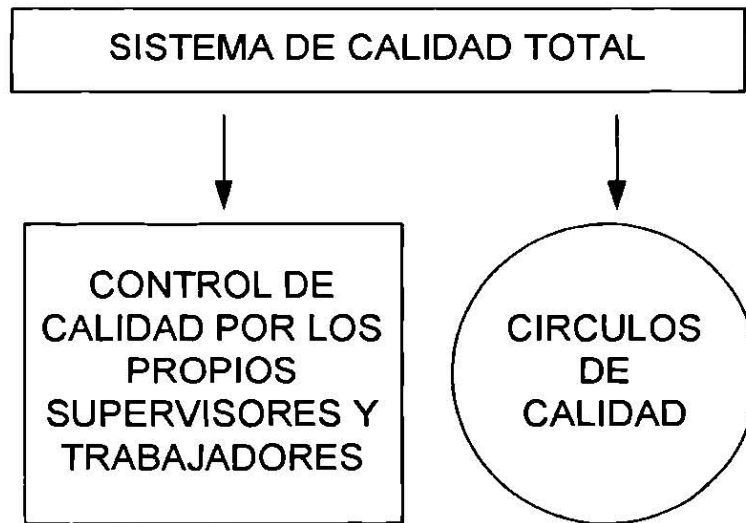 SISTEMA DE CALIDAD TOTAL
CONTROL DE
CALIDAD POR LOS
PROPIOS
SUPERVISORES Y
TRABAJADORES
CIRCULOS
DE
CALIDAD